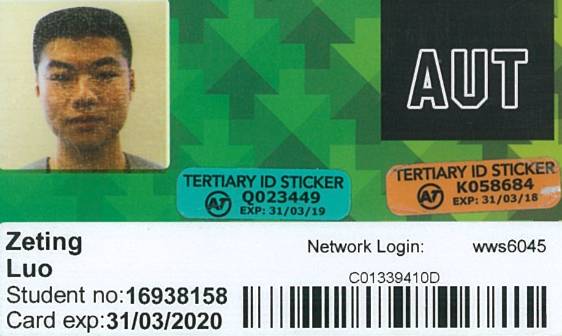 AUT
TERTIARY ID STICKER
AT Q023449
EXP: 31/03/19
TERTIARY ID STICKER
AT K058684
EXP: 31/03/18
Zeting
Luo
Network Login: wws6045
C01339410D
Student no:16938158
Card exp:31/03/2020